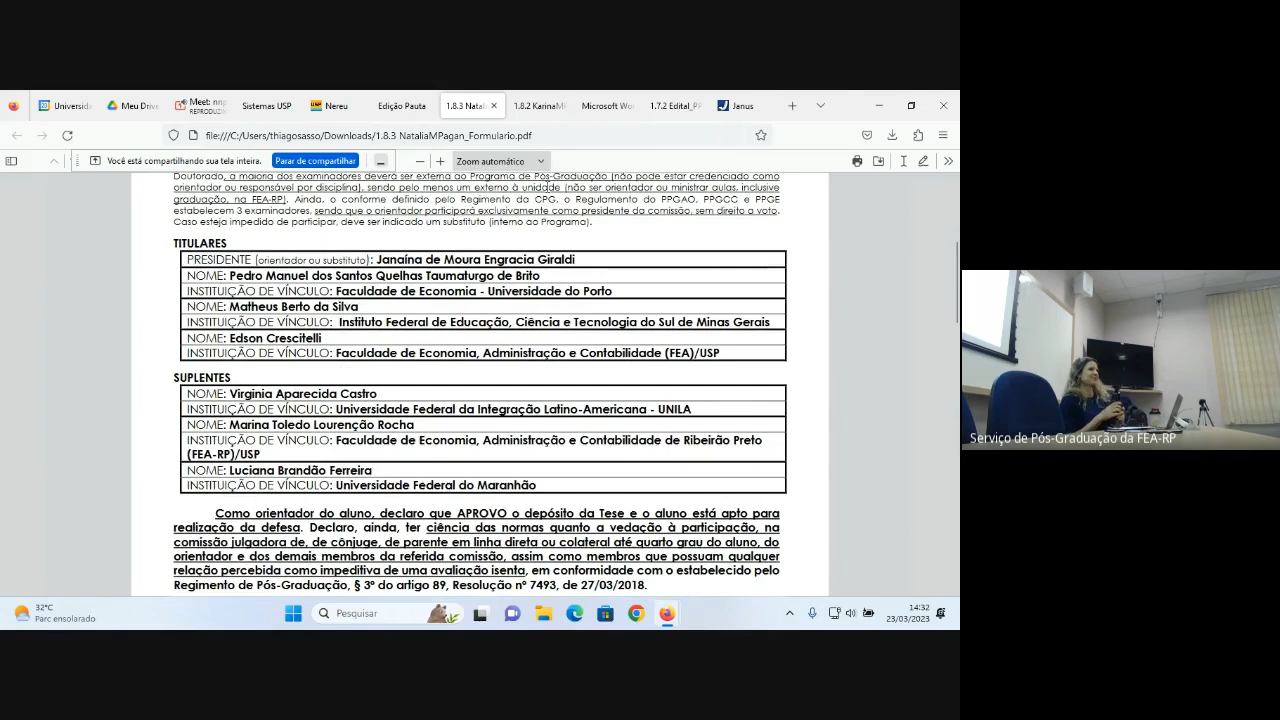 Universid
Meu Drive
Meet: nnp
REPRODUZI
Sistemas USP
Nereu
Edição Pauta
1.8.3 Natali
1.8.2 KarinaMF
Microsoft Wo
1.7.2 Edital_PP
Janus
file:///C:/Users/thiagosasso/Downloads/1.8.3 NataliaMPagan_Formulario.pdf
Você está compartilhando sua tela inteira.
Parar de compartilhar
Zoom automático
Doutorado, a maioria dos examinadores deverá ser externa ao Programa de Pós-Graduação (não pode estar credenciado como
orientador ou responsável por disciplina), sendo pelo menos um externo à unidade (não ser orientador ou ministrar aulas, inclusive
graduação, na FEA-RP). Ainda, o conforme definido pelo Regimento da CPG, o Regulamento do PPGAO, PPGCC e PPGE
estabelecem 3 examinadores, sendo que o orientador participará exclusivamente como presidente da comissão, sem direito a voto.
Caso esteja impedido de participar, deve ser indicado um substituto (interno ao Programa).
TITULARES
PRESIDENTE (orientador ou substituto): Janaína de Moura Engracia Giraldi
NOME: Pedro Manuel dos Santos Quelhas Taumaturgo de Brito
INSTITUIÇÃO DE VÍNCULO: Faculdade de Economia - Universidade do Porto
NOME: Matheus Berto da Silva
INSTITUIÇÃO DE VÍNCULO: Instituto Federal de Educação, Ciência e Tecnologia do Sul de Minas Gerais
NOME: Edson Crescitelli
INSTITUIÇÃO DE VÍNCULO: Faculdade de Economia, Administração e Contabilidade (FEA)/USP
SUPLENTES
NOME: Virginia Aparecida Castro
INSTITUIÇÃO DE VÍNCULO: Universidade Federal da Integração Latino-Americana - UNILA
NOME: Marina Toledo Lourenção Rocha
INSTITUIÇÃO DE VÍNCULO: Faculdade de Economia, Administração e Contabilidade de Ribeirão Preto
(FEA-RP)/USP
NOME: Luciana Brandão Ferreira
INSTITUIÇÃO DE VÍNCULO: Universidade Federal do Maranhão
Como orientador do aluno, declaro que APROVO o depósito da Tese e o aluno está apto para
realização da defesa. Declaro, ainda, ter ciência das normas quanto a vedação à participação, na
comissão julgadora de, de cônjuge, de parente em linha direta ou colateral até quarto grau do aluno, do
orientador e dos demais membros da referida comissão, assim como membros que possuam qualquer
relação percebida como impeditiva de uma avaliação isenta, em conformidade com o estabelecido pelo
Regimento de Pós-Graduação, § 3º do artigo 89, Resolução nº 7493, de 27/03/2018.
Serviço de Pós-Graduação da FEA-RP
32°C
Parc ensolarado
Pesquisar
14:32
23/03/2023